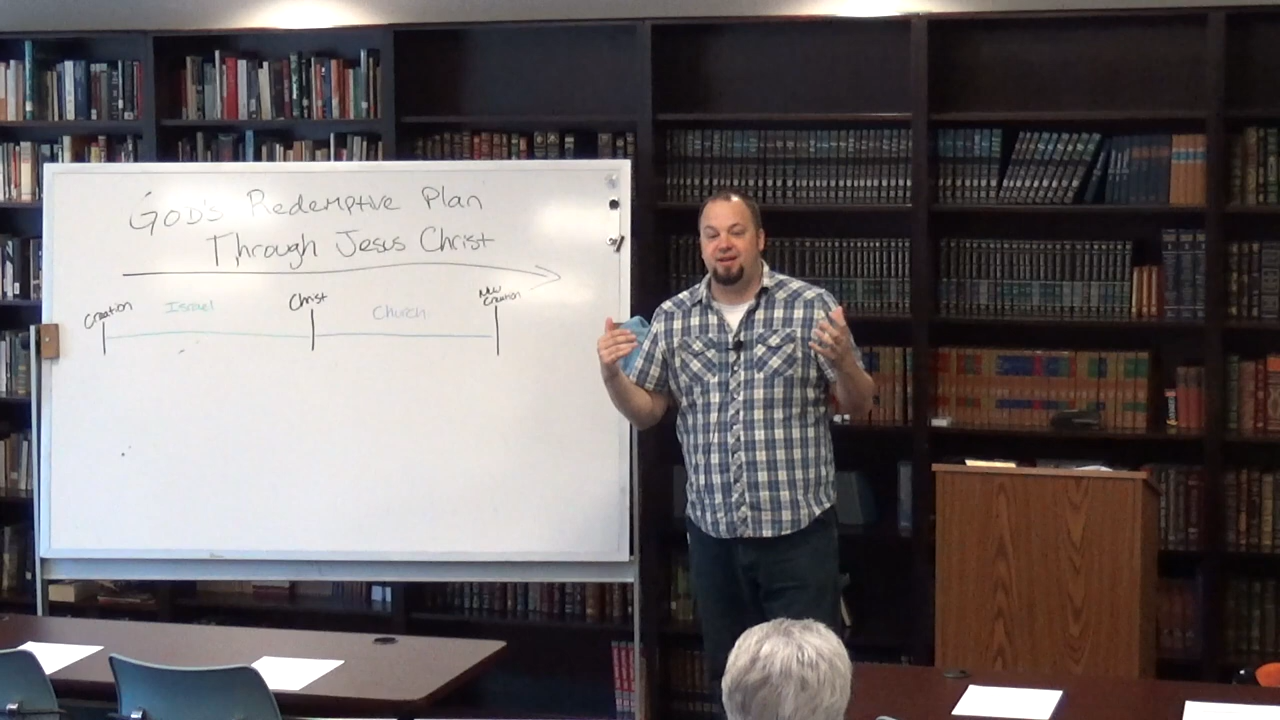 God's Redemptive Plan
Through Jesus Christ
Creation Israel Christ Church New Creation